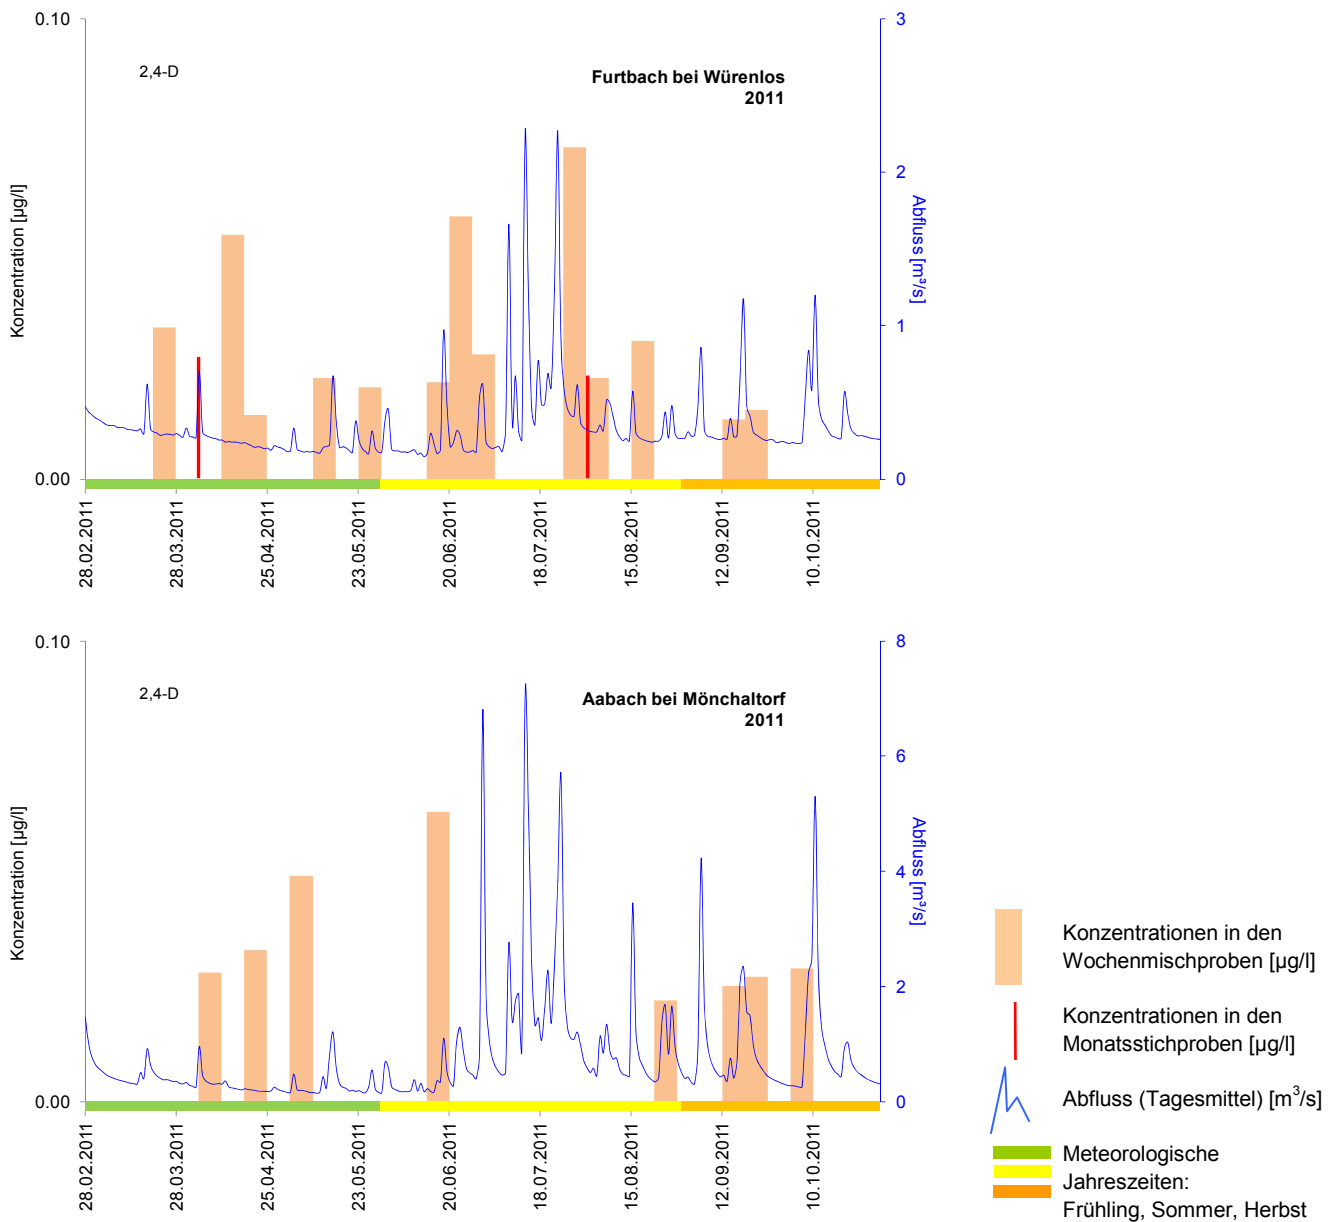 0.10
3
2,4-D
Furtbach bei Würenlos
2011
2
1
0.00
0
Konzentration [µg/l]
Abfluss [m³/s]
28.02.2011
28.03.2011
25.04.2011
23.05.2011
20.06.2011
18.07.2011
15.08.2011
12.09.2011
10.10.2011
0.10
8
2,4-D
Aabach bei Mönchaltorf
2011
6
4
2
0.00
0
Konzentration [µg/l]
Abfluss [m³/s]
28.02.2011
28.03.2011
25.04.2011
23.05.2011
20.06.2011
18.07.2011
15.08.2011
12.09.2011
10.10.2011
Konzentrationen in den
Wochenmischproben [µg/l]
Konzentrationen in den
Monatsstichproben [µg/l]
Abfluss (Tagesmittel) [m³/s]
Meteorologische
Jahreszeiten:
Frühling, Sommer, Herbst